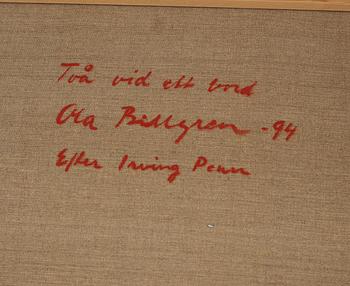 Två vid ett bord
Ola Billgren - 94
Efter Irving Penn